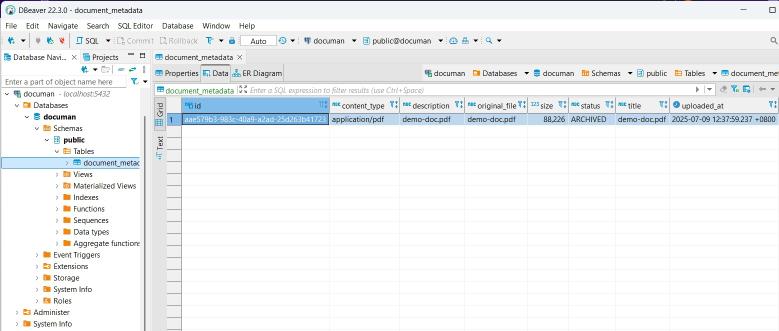 DBeaver 22.3.0 - document_metadata
File Edit Navigate Search SQL Editor Database Window Help
SQL Commit Rollback Auto documan public@documan
Database Navi... Projects
Enter a part of object name here
documan - localhost:5432
Databases
documan
Schemas
public
Tables
document_metac
Views
Materialized Views
Indexes
Functions
Sequences
Data types
Aggregate functions
Event Triggers
Extensions
Storage
System Info
Roles
Administer
System Info
document_metadata
Properties Data ER Diagram documan Databases documan Schemas public Tables document_me
document_metadata Enter a SQL expression to filter results (use Ctrl+Space)
Grid
Text
id content_type description original_file size status title uploaded_at
1 aae579b3-983c-40a9-a2ad-25d263b41723 application/pdf demo-doc.pdf demo-doc.pdf 88,226 ARCHIVED demo-doc.pdf 2025-07-09 12:37:59.237 +0800